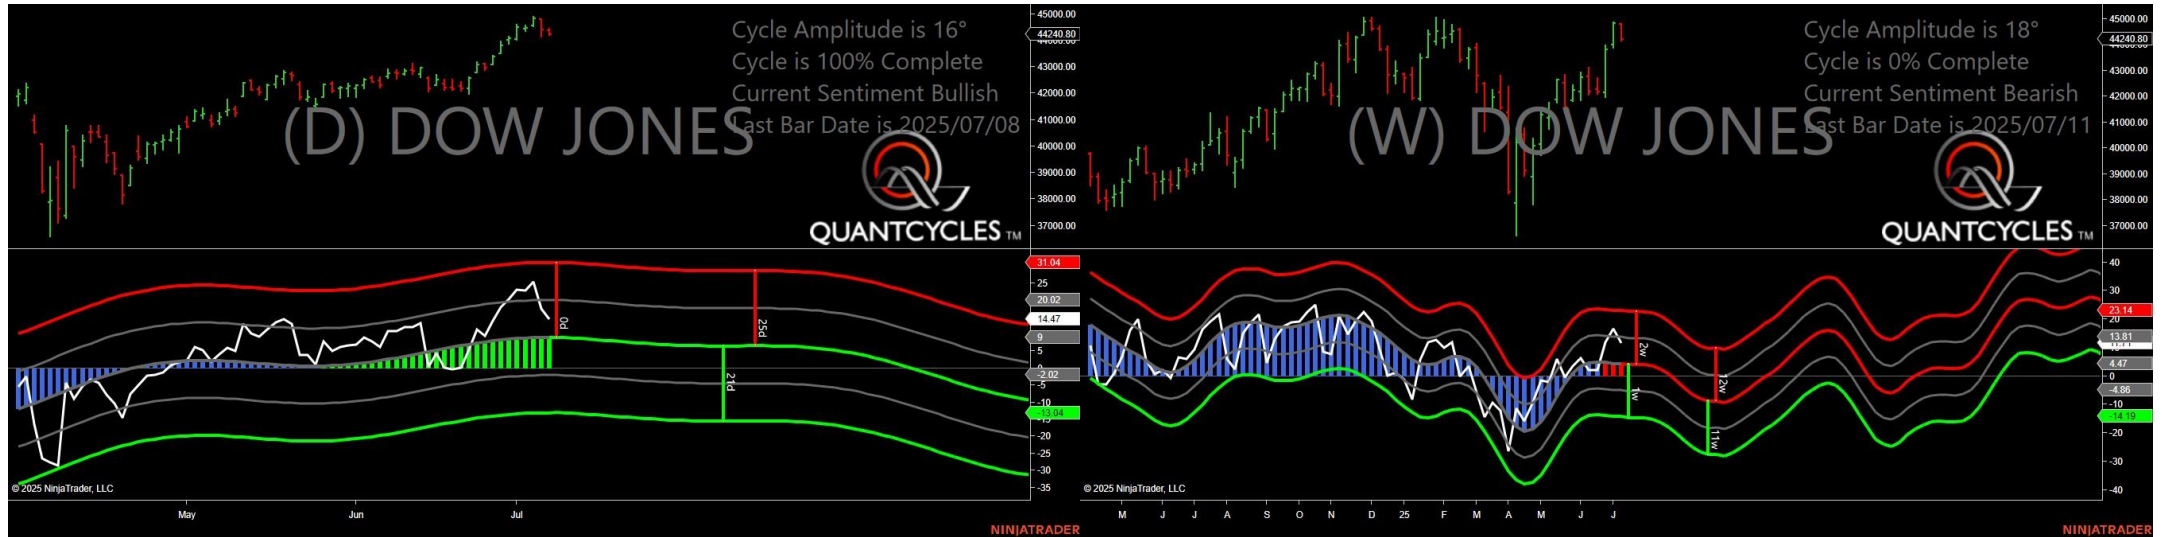 Cycle Amplitude is 16°
Cycle is 100% Complete
Current Sentiment Bullish
Last Bar Date is 2025/07/08
(D) DOW JONES
QUANTCYCLES TM
45000.00
44240.80
43000.00
42000.00
41000.00
40000.00
39000.00
38000.00
37000.00
31.04
25
20.02
14.47
9
5
0
-2.02
-5
-10
-13.04
-15
-20
-25
-30
-35
0d
25d
21d
© 2025 NinjaTrader, LLC
May
Jun
Jul
NINJATRADER
Cycle Amplitude is 18°
Cycle is 0% Complete
Current Sentiment Bearish
Last Bar Date is 2025/07/11
(W) DOW JONES
QUANTCYCLES TM
45000.00
44240.80
43000.00
42000.00
41000.00
40000.00
39000.00
38000.00
37000.00
40
30
23.14
20
13.81
4.47
0
-4.86
-10
-14.19
-20
-30
-40
2w
1w
12w
11w
© 2025 NinjaTrader, LLC
M
J
J
A
S
O
N
D
25
F
M
A
M
J
J
NINJATRADER